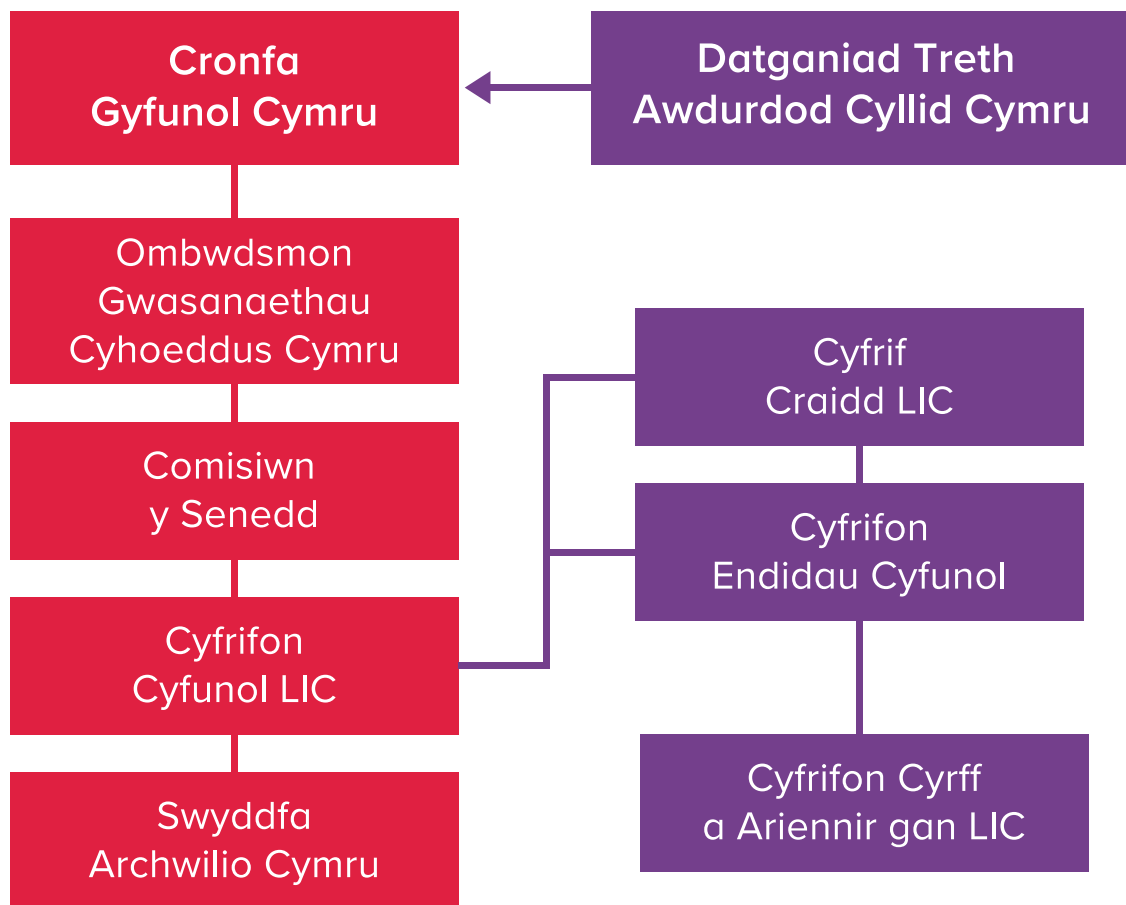 Cronfa
Gyfunol Cymru
Datganiad Treth
Awdurdod Cyllid Cymru
Ombwdsmon
Gwasanaethau
Cyhoeddus Cymru
Comisiwn
y Senedd
Cyfrifon
Cyfunol LIC
Swyddfa
Archwilio Cymru
Cyfrif
Craidd LIC
Cyfrifon
Endidau Cyfunol
Cyfrifon Cyrff
a Ariennir gan LIC